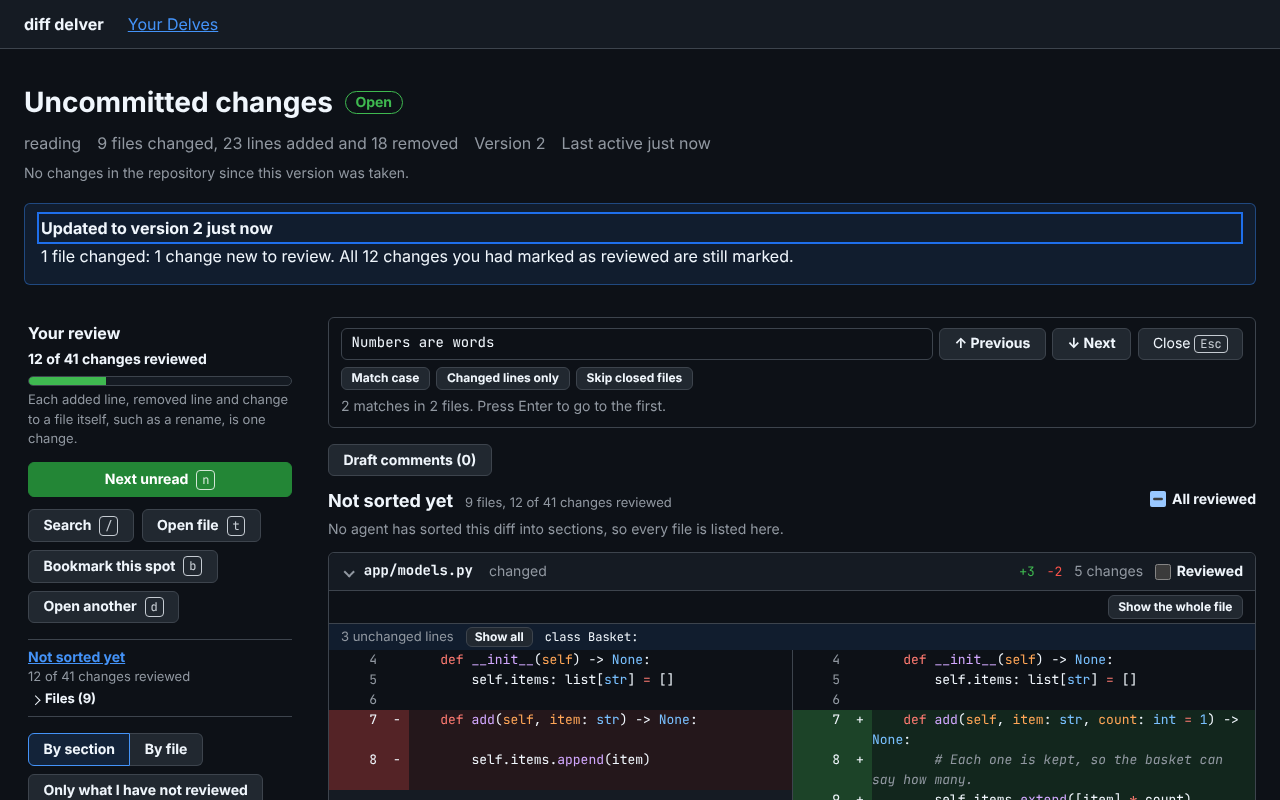 diff delver Your Delves
Uncommitted changes Open
reading 9 files changed, 23 lines added and 18 removed Version 2 Last active just now
No changes in the repository since this version was taken.
Updated to version 2 just now
1 file changed: 1 change new to review. All 12 changes you had marked as reviewed are still marked.
Your review
12 of 41 changes reviewed
Each added line, removed line and change
to a file itself, such as a rename, is one
change.
Next unread n
Search / Open file t
Bookmark this spot b
Open another d
Not sorted yet
12 of 41 changes reviewed
Files (9)
By section By file
Only what I have not reviewed
Numbers are words ↑ Previous ↓ Next Close Esc
Match case Changed lines only Skip closed files
2 matches in 2 files. Press Enter to go to the first.
Draft comments (0)
Not sorted yet 9 files, 12 of 41 changes reviewed All reviewed
No agent has sorted this diff into sections, so every file is listed here.
app/models.py changed +3 -2 5 changes Reviewed
Show the whole file
3 unchanged lines Show all class Basket:
4 def __init__(self) -> None:
5 self.items: list[str] = []
6
7 - def add(self, item: str) -> None:
8 - self.items.append(item)
4 def __init__(self) -> None:
5 self.items: list[str] = []
6
7 + def add(self, item: str, count: int = 1) ->
None:
8 + # Each one is kept, so the basket can
say how many.
9 + self.items.extend([item] * count)